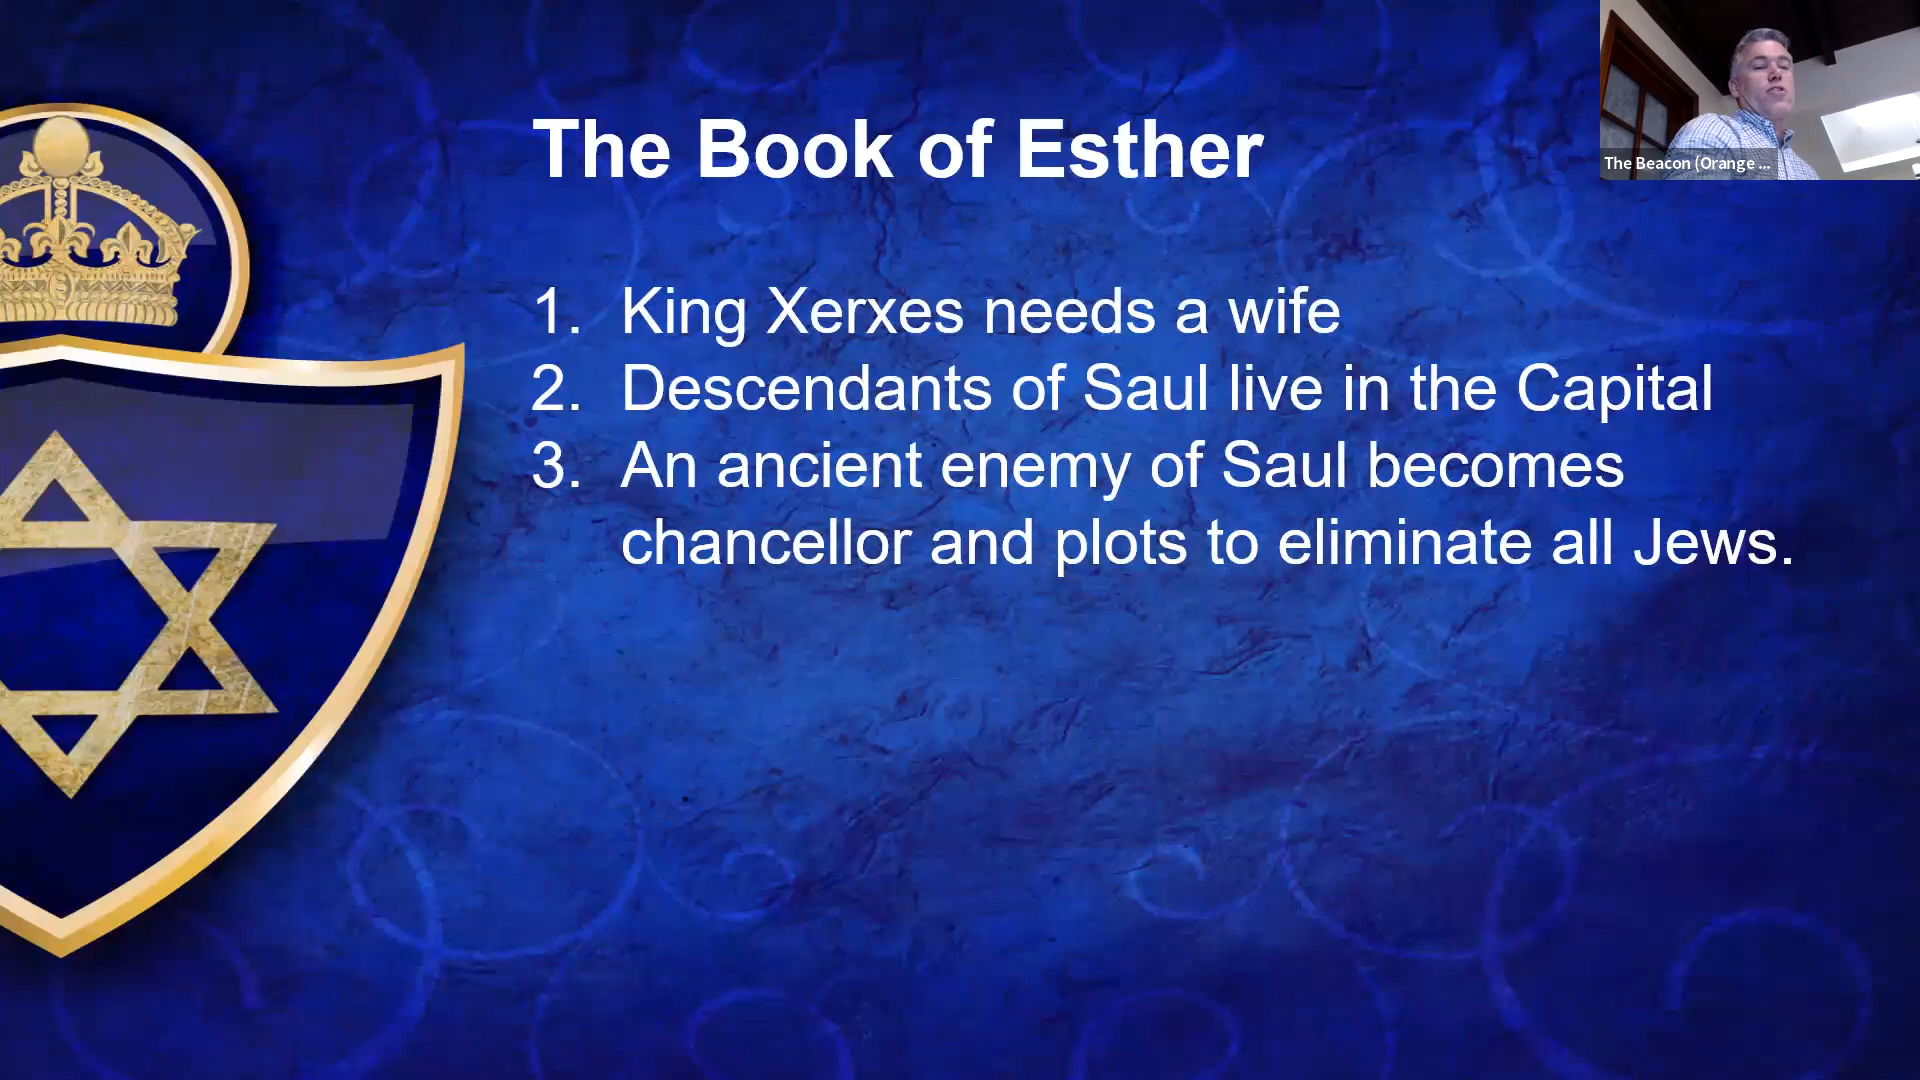 The Book of Esther
1. King Xerxes needs a wife
2. Descendants of Saul live in the Capital
3. An ancient enemy of Saul becomes
chancellor and plots to eliminate all Jews.
The Beacon (Orange ...